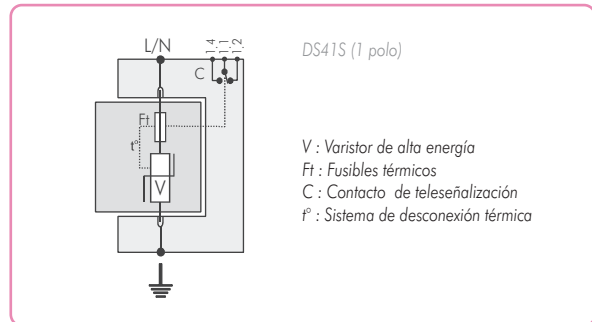 L/N
14
11
12
C
Ft
t°
V
DS41S (1 polo)
V : Varistor de alta energía
Ft : Fusibles térmicos
C : Contacto de teleseñalización
t° : Sistema de desconexión térmica